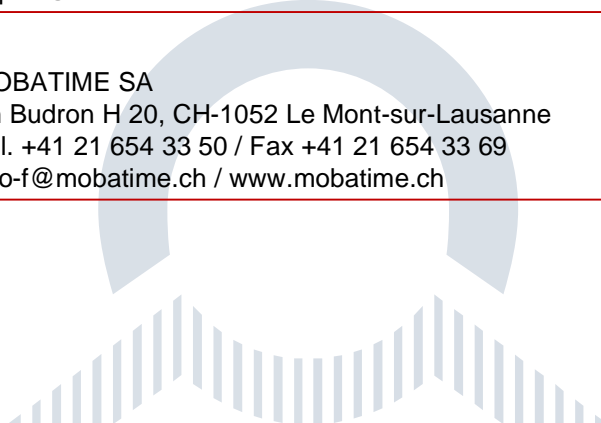 OBATIME SA
Budron H 20, CH-1052 Le Mont-sur-Lausanne
l. +41 21 654 33 50 / Fax +41 21 654 33 69
o-f@mobatime.ch / www.mobatime.ch